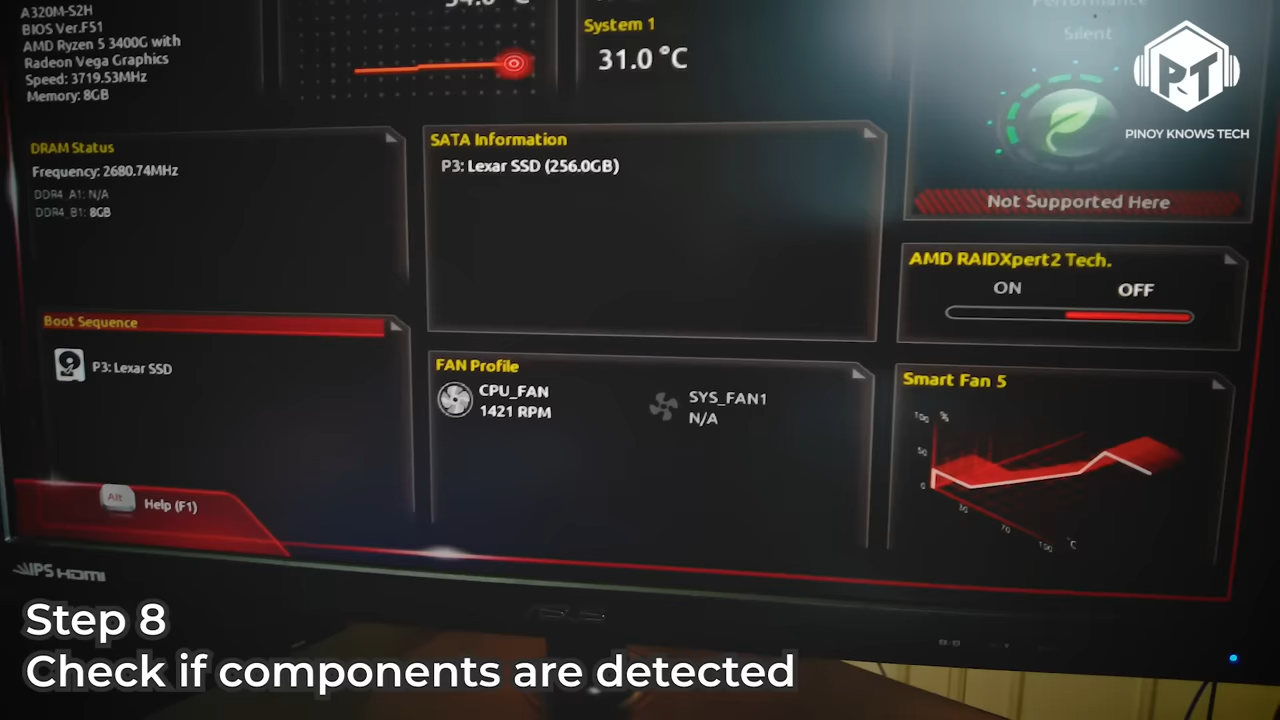 A320M-S2H
BIOS Ver.F51
AMD Ryzen 5 3400G with
Radeon Vega Graphics
Speed: 3719.53MHz
Memory: 8GB
System 1
31.0 °C
Performance
Silent
PINOY KNOWS TECH
Not Supported Here
DRAM Status
Frequency: 2680.74MHz
DDR4_A1: N/A
DDR4_B1: 8GB
SATA Information
P3: Lexar SSD (256.0GB)
AMD RAIDXpert2 Tech.
ON OFF
Boot Sequence
P3: Lexar SSD
FAN Profile
CPU_FAN
1421 RPM
SYS_FAN1
N/A
Smart Fan 5
100 %
50
0
70
100 °C
Alt Help (F1)
IPS HDMI
Step 8
Check if components are detected